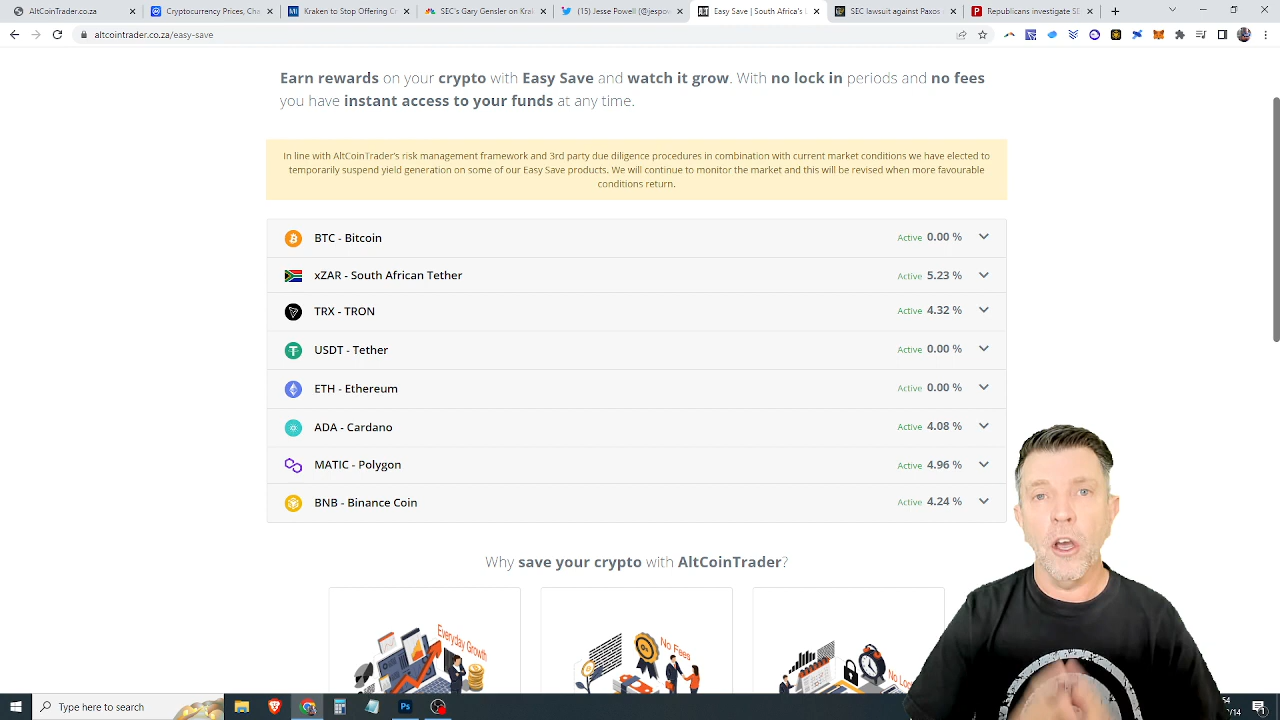 AltCoinTrader.co.za
Cryptocurrency Prices, Cha
Kraken to Stop Offering Cr
SEC's Gary Gensler on Krak
(15) Jesse Powell (@jespow
Easy Save | South Africa's L
SEC lawsuit against Paxos
Republicans investigate SE
altcointrader.co.za/easy-save
Earn rewards on your crypto with Easy Save and watch it grow. With no lock in periods and no fees
you have instant access to your funds at any time.
In line with AltCoinTrader's risk management framework and 3rd party due diligence procedures in combination with current market conditions we have elected to
temporarily suspend yield generation on some of our Easy Save products. We will continue to monitor the market and this will be revised when more favourable
conditions return.
BTC - Bitcoin Active 0.00 %
xZAR - South African Tether Active 5.23 %
TRX - TRON Active 4.32 %
USDT - Tether Active 0.00 %
ETH - Ethereum Active 0.00 %
ADA - Cardano Active 4.08 %
MATIC - Polygon Active 4.96 %
BNB - Binance Coin Active 4.24 %
Why save your crypto with AltCoinTrader?
Everyday Growth
No Fees
No Loc
Type here to search